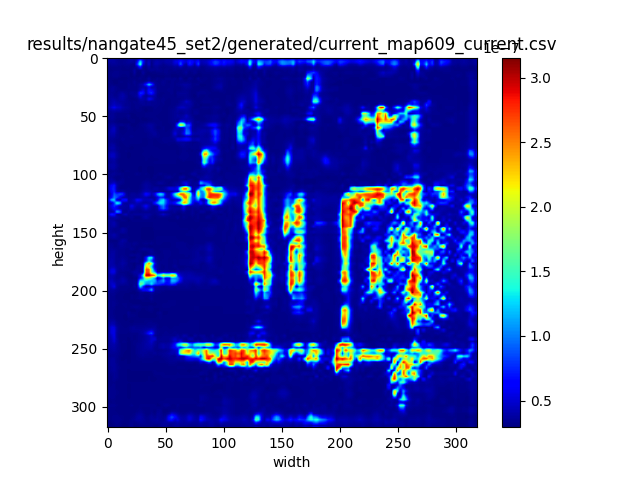 results/nangate45_set2/generated/current_map609_current.csv
1e−7
0
50
100
150
200
250
300
height
0 50 100 150 200 250 300
width
3.0
2.5
2.0
1.5
1.0
0.5